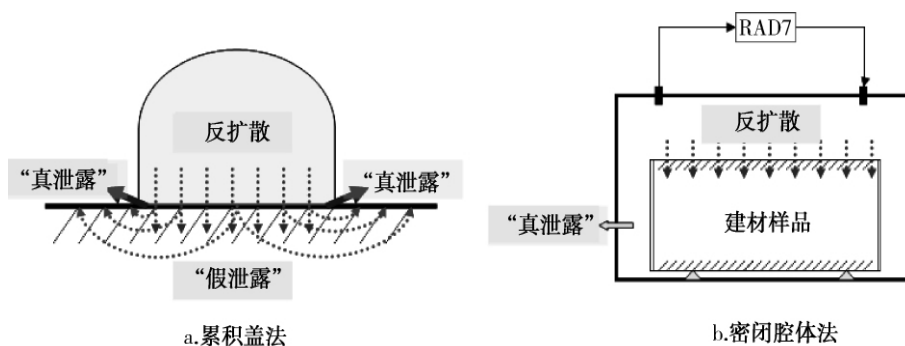 反扩散
“真泄露”
“真泄露”
“假泄露”
a.累积盖法
RAD7
反扩散
“真泄露”
建材样品
b.密闭腔体法